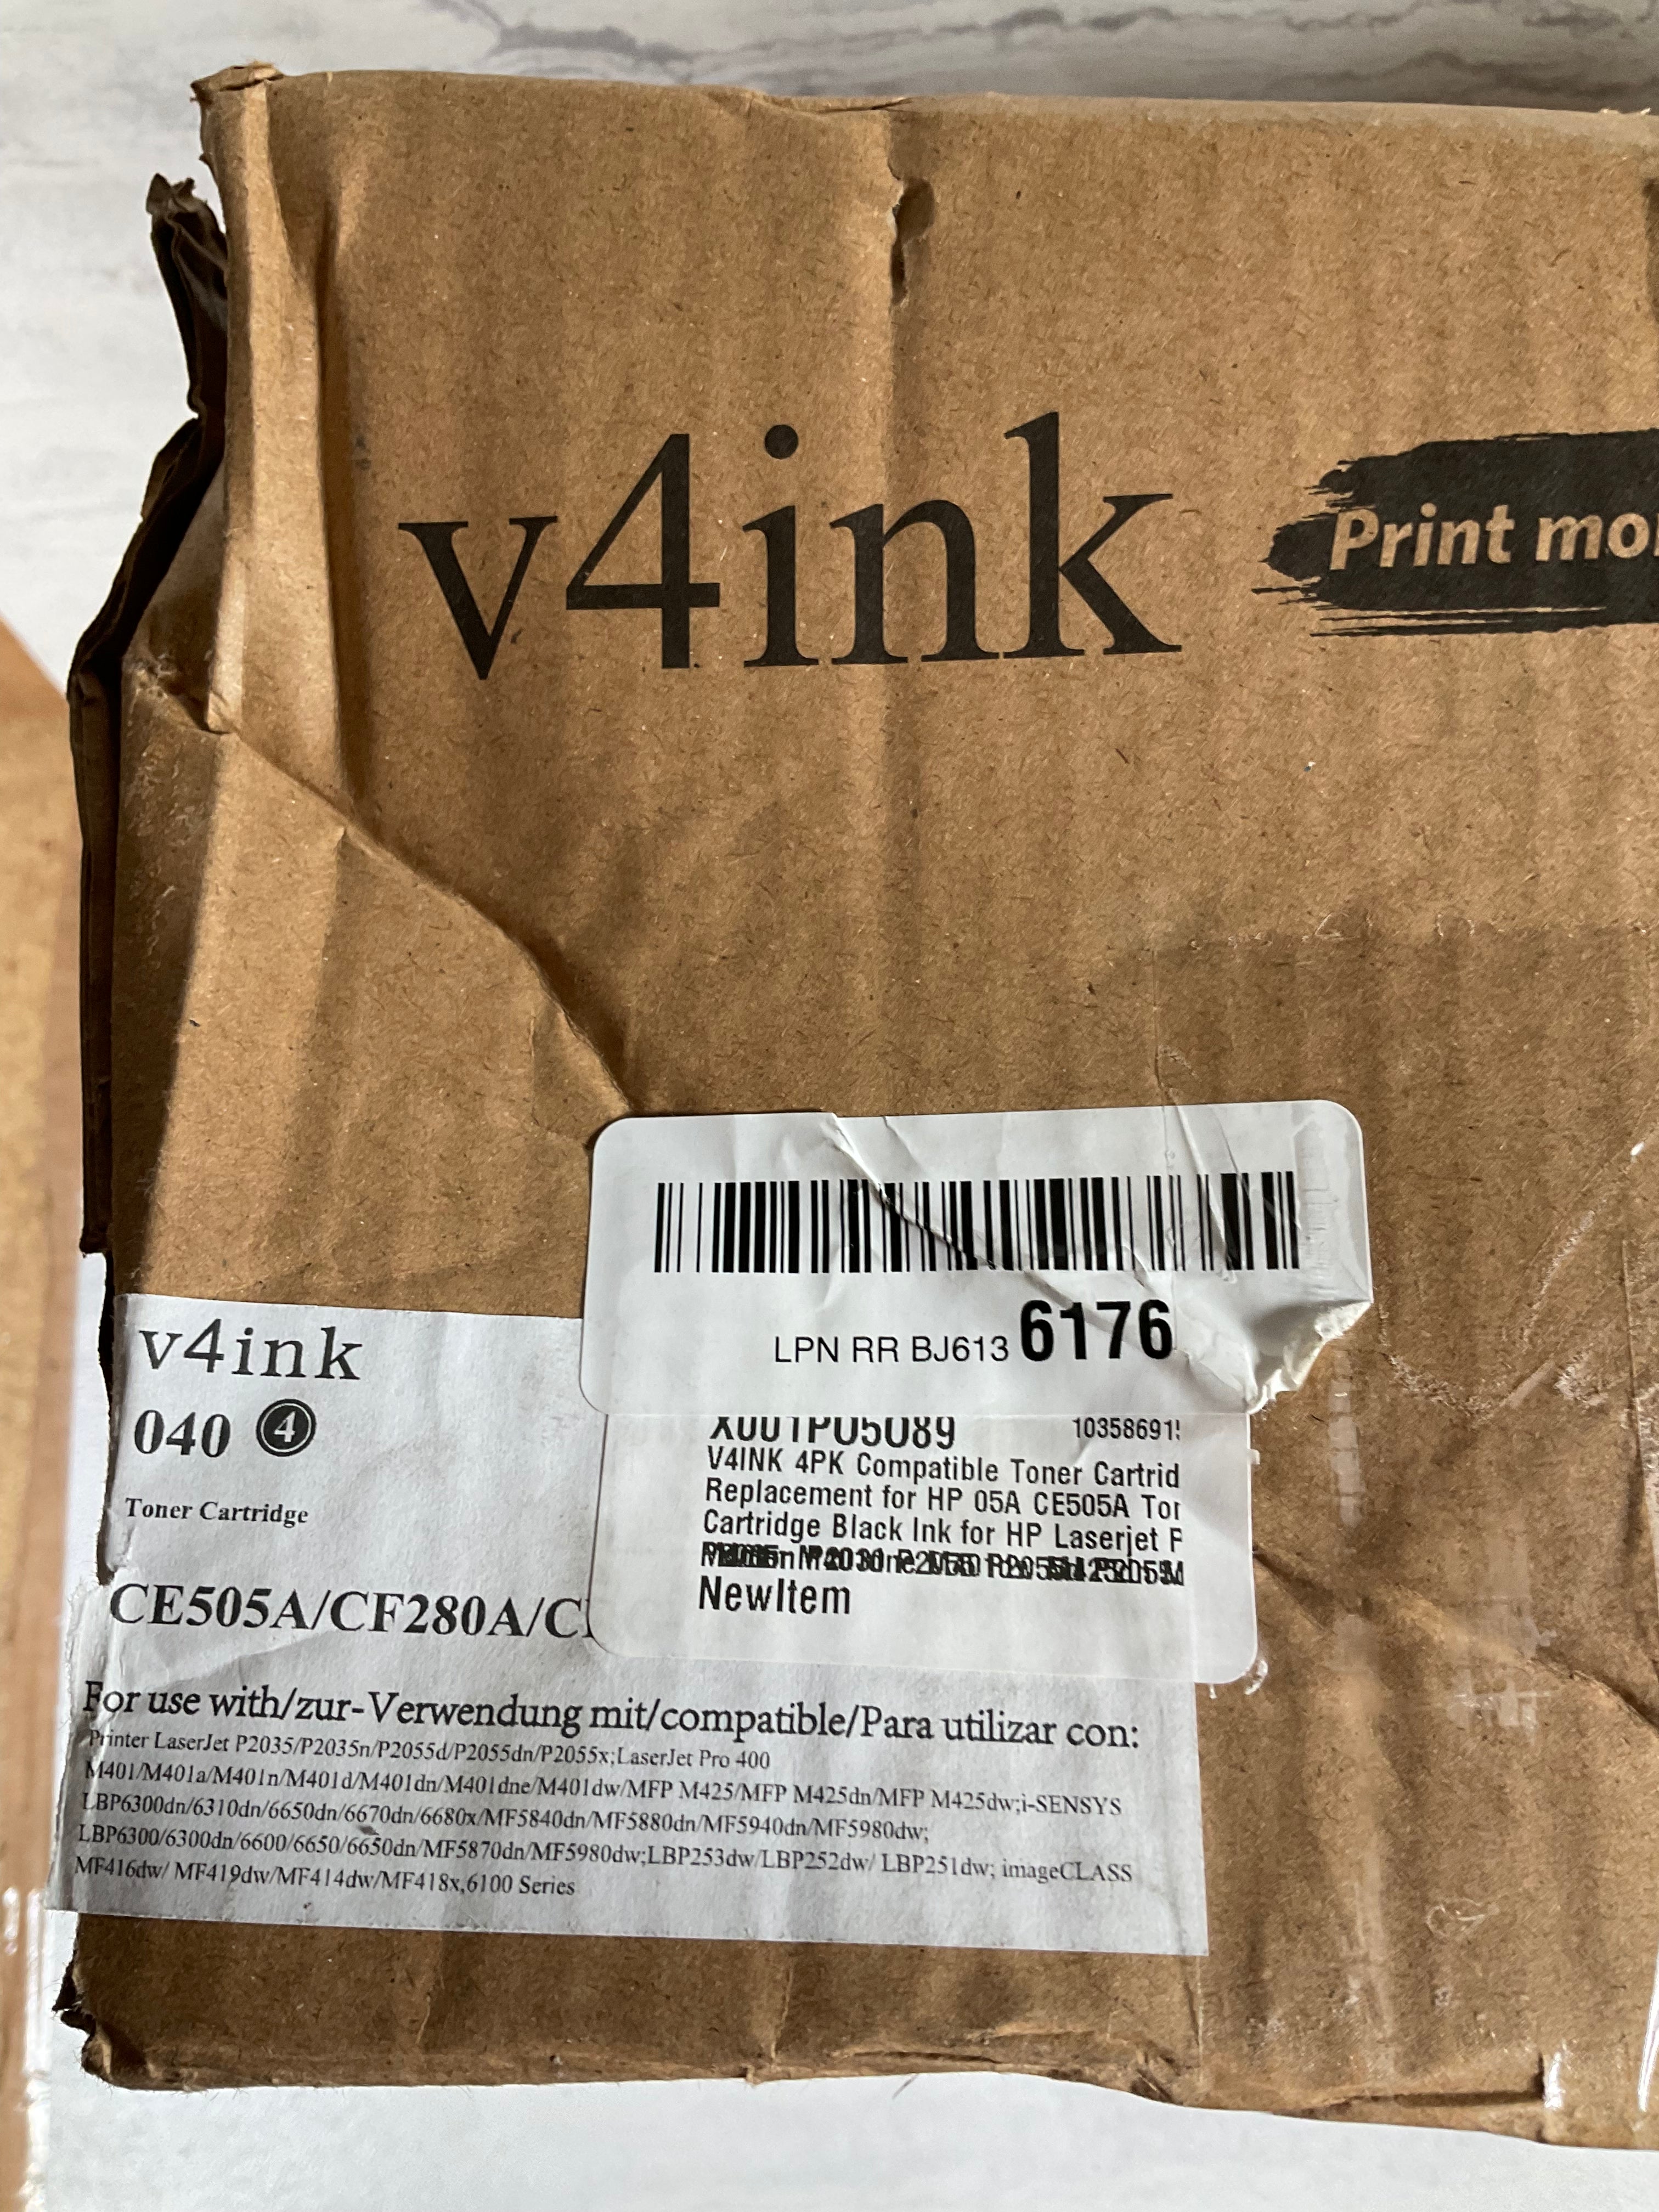 v4ink
Print mo
LPN RR BJ613 6176
X001PU5U89
103586915
V4INK 4PK Compatible Toner Cartrid
Replacement for HP 05A CE505A Tor
Cartridge Black Ink for HP Laserjet P
NewItem
v4ink
040 4
Toner Cartridge
CE505A/CF280A/C
For use with/zur-Verwendung mit/compatible/Para utilizar con:
Printer LaserJet P2035/P2035n/P2055d/P2055dn/P2055x;LaserJet Pro 400
M401/M401a/M401n/M401d/M401dn/M401dne/M401dw/MFP M425/MFP M425dn/MFP M425dw;i-SENSYS
LBP6300dn/6310dn/6650dn/6670dn/6680x/MF5840dn/MF5880dn/MF5940dn/MF5980dw;
LBP6300/6300dn/6600/6650/6650dn/MF5870dn/MF5980dw;LBP253dw/LBP252dw/ LBP251dw; imageCLASS
MF416dw/ MF419dw/MF414dw/MF418x,6100 Series